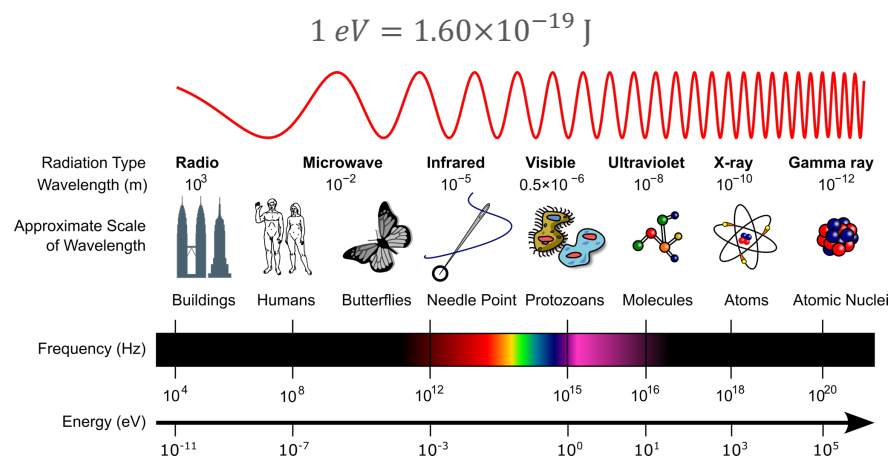 1 eV = 1.60×10⁻¹⁹ J
Radiation Type Radio Microwave Infrared Visible Ultraviolet X-ray Gamma ray
Wavelength (m) 10³ 10⁻² 10⁻⁵ 0.5×10⁻⁶ 10⁻⁸ 10⁻¹⁰ 10⁻¹²
Approximate Scale
of Wavelength
Buildings Humans Butterflies Needle Point Protozoans Molecules Atoms Atomic Nuclei
Frequency (Hz)
10⁴ 10⁸ 10¹² 10¹⁵ 10¹⁶ 10¹⁸ 10²⁰
Energy (eV)
10⁻¹¹ 10⁻⁷ 10⁻³ 10⁰ 10¹ 10³ 10⁵